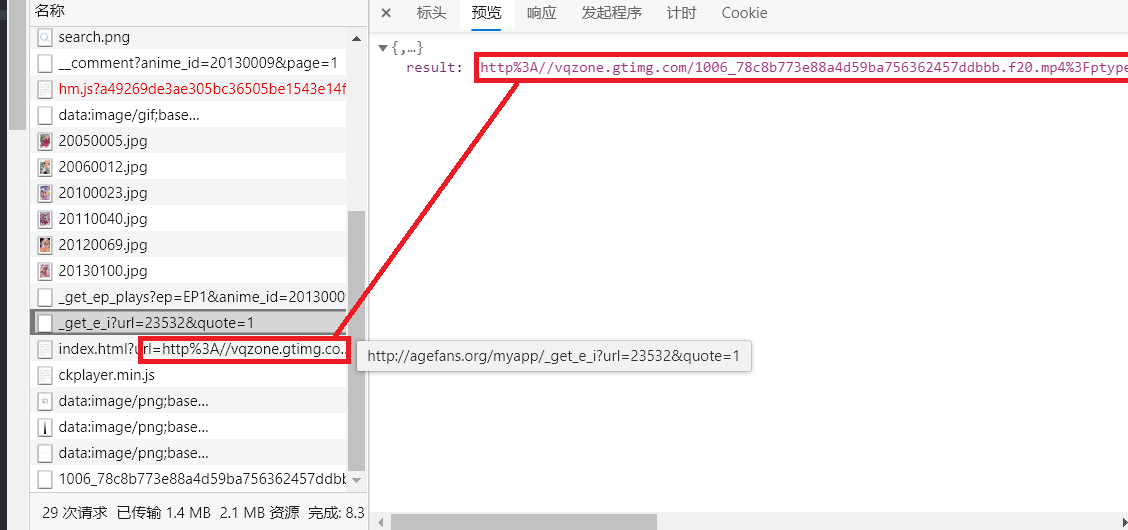 名称
× 标头 预览 响应 发起程序 计时 Cookie
search.png
__comment?anime_id=20130009&page=1
hm.js?a49269de3ae305bc36505be1543e14f
data:image/gif;base…
20050005.jpg
20060012.jpg
20100023.jpg
20110040.jpg
20120069.jpg
20130100.jpg
_get_ep_plays?ep=EP1&anime_id=2013000
_get_e_i?url=23532&quote=1
index.html?url=http%3A//vqzone.gtimg.co…
ckplayer.min.js
data:image/png;base…
data:image/png;base…
data:image/png;base…
1006_78c8b773e88a4d59ba756362457ddbb
29 次请求 已传输 1.4 MB 2.1 MB 资源 完成: 8.3
▼{,…}
result: "http%3A//vqzone.gtimg.com/1006_78c8b773e88a4d59ba756362457ddbbb.f20.mp4%3Fptype
http://agefans.org/myapp/_get_e_i?url=23532&quote=1